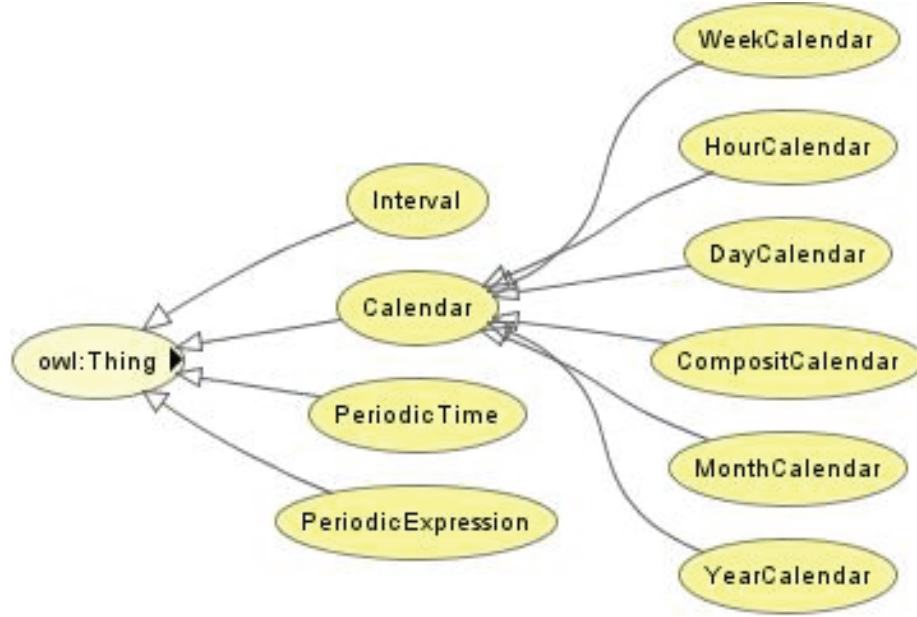 WeekCalendar
HourCalendar
Interval
DayCalendar
Calendar
owl:Thing
CompositCalendar
PeriodicTime
MonthCalendar
PeriodicExpression
YearCalendar